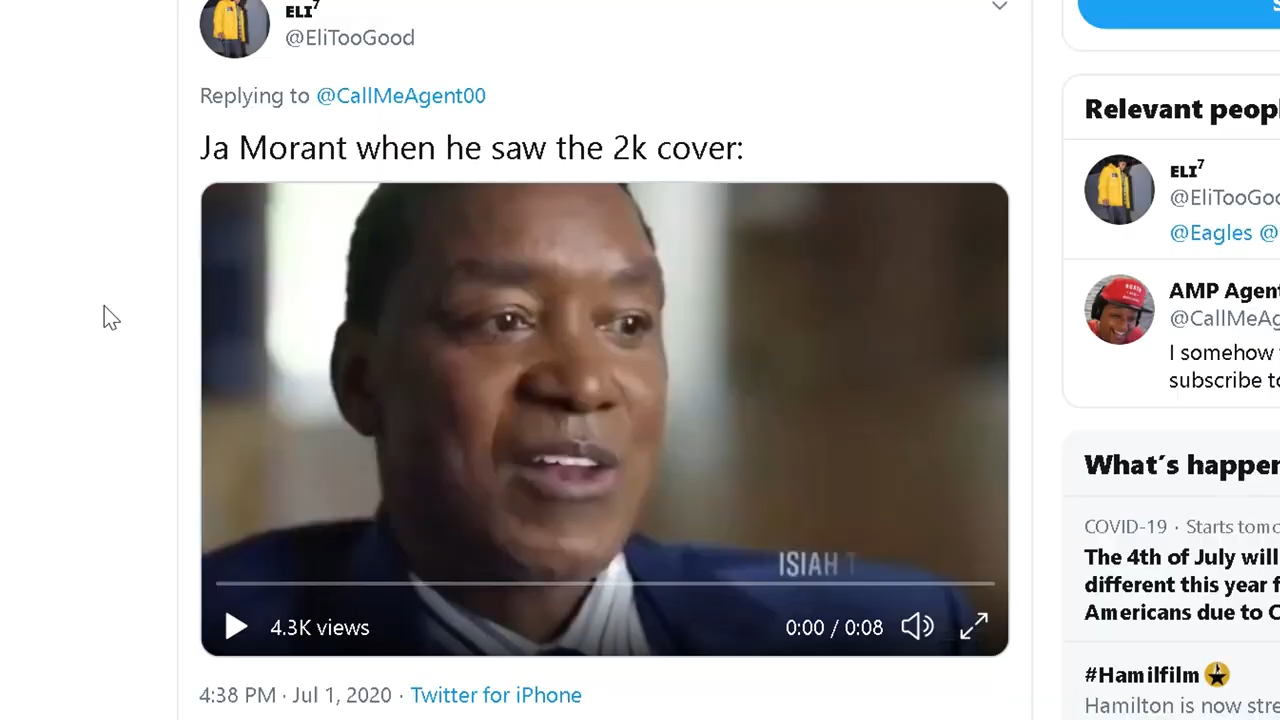 ELI7
@EliTooGood
Replying to @CallMeAgent00
Ja Morant when he saw the 2k cover:
ISIAH T
4.3K views
0:00 / 0:08
4:38 PM · Jul 1, 2020 · Twitter for iPhone
Relevant peopl
ELI7
@EliTooGoo
@Eagles @
AMP Agent
@CallMeAg
I somehow
subscribe to
What's happen
COVID-19 · Starts tomo
The 4th of July will
different this year f
Americans due to C
#Hamilfilm
Hamilton is now stre